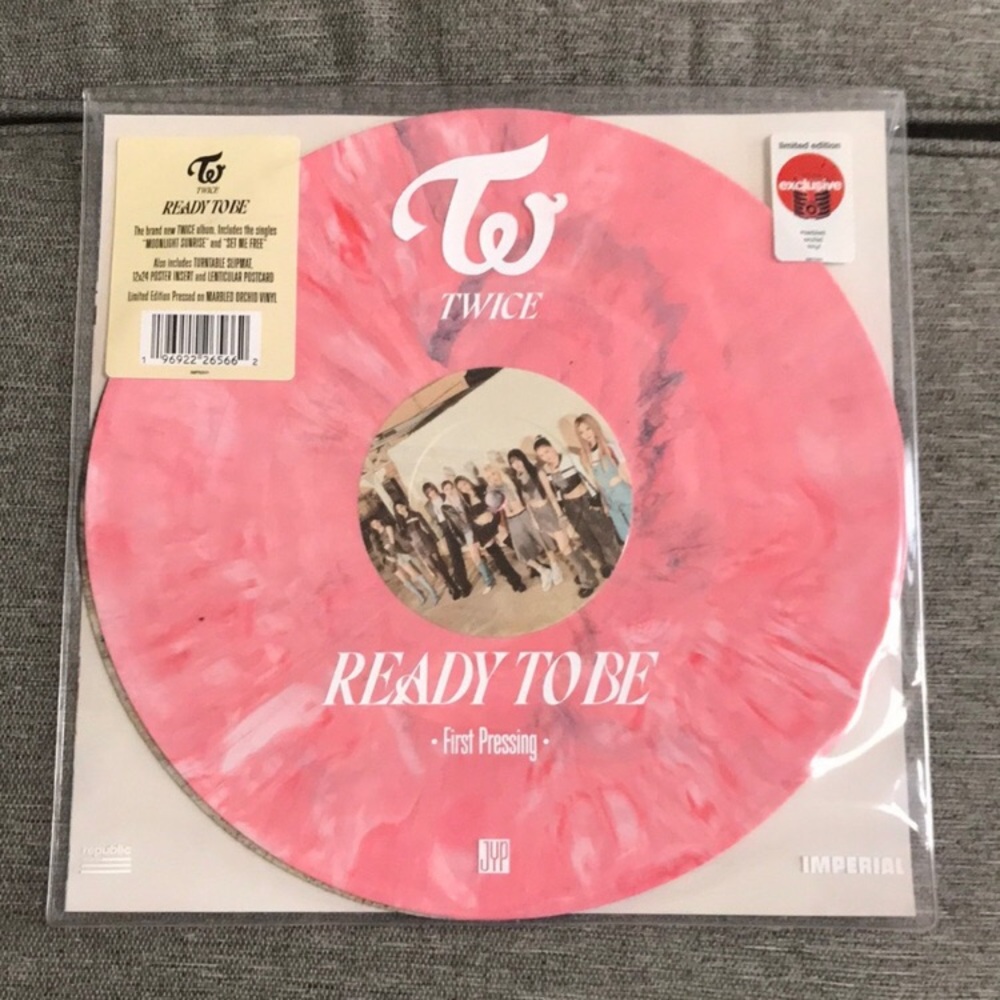 TWICE
READY TO BE
The brand new TWICE album. Includes the singles
"MOONLIGHT SUNRISE" and "SET ME FREE"
Also includes TURNTABLE SLIPMAT,
12x24 POSTER INSERT and LENTICULAR POSTCARD
Limited Edition Pressed on MARBLED ORCHID VINYL
1 96922 26566 2
limited edition
exclusive
vinyl
TWICE
READY TO BE
• First Pressing •
JYP
republic
IMPERIAL